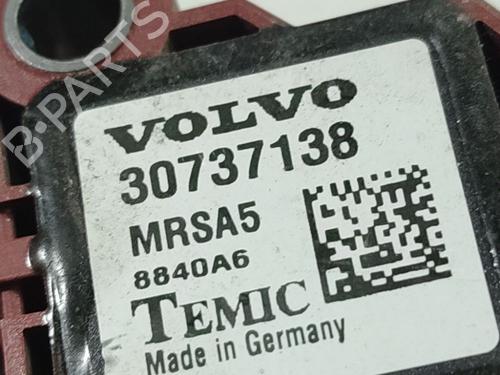 B-PARTS
VOLVO
30737138
MRSA5
8840A6
TEMIC
Made in Germany